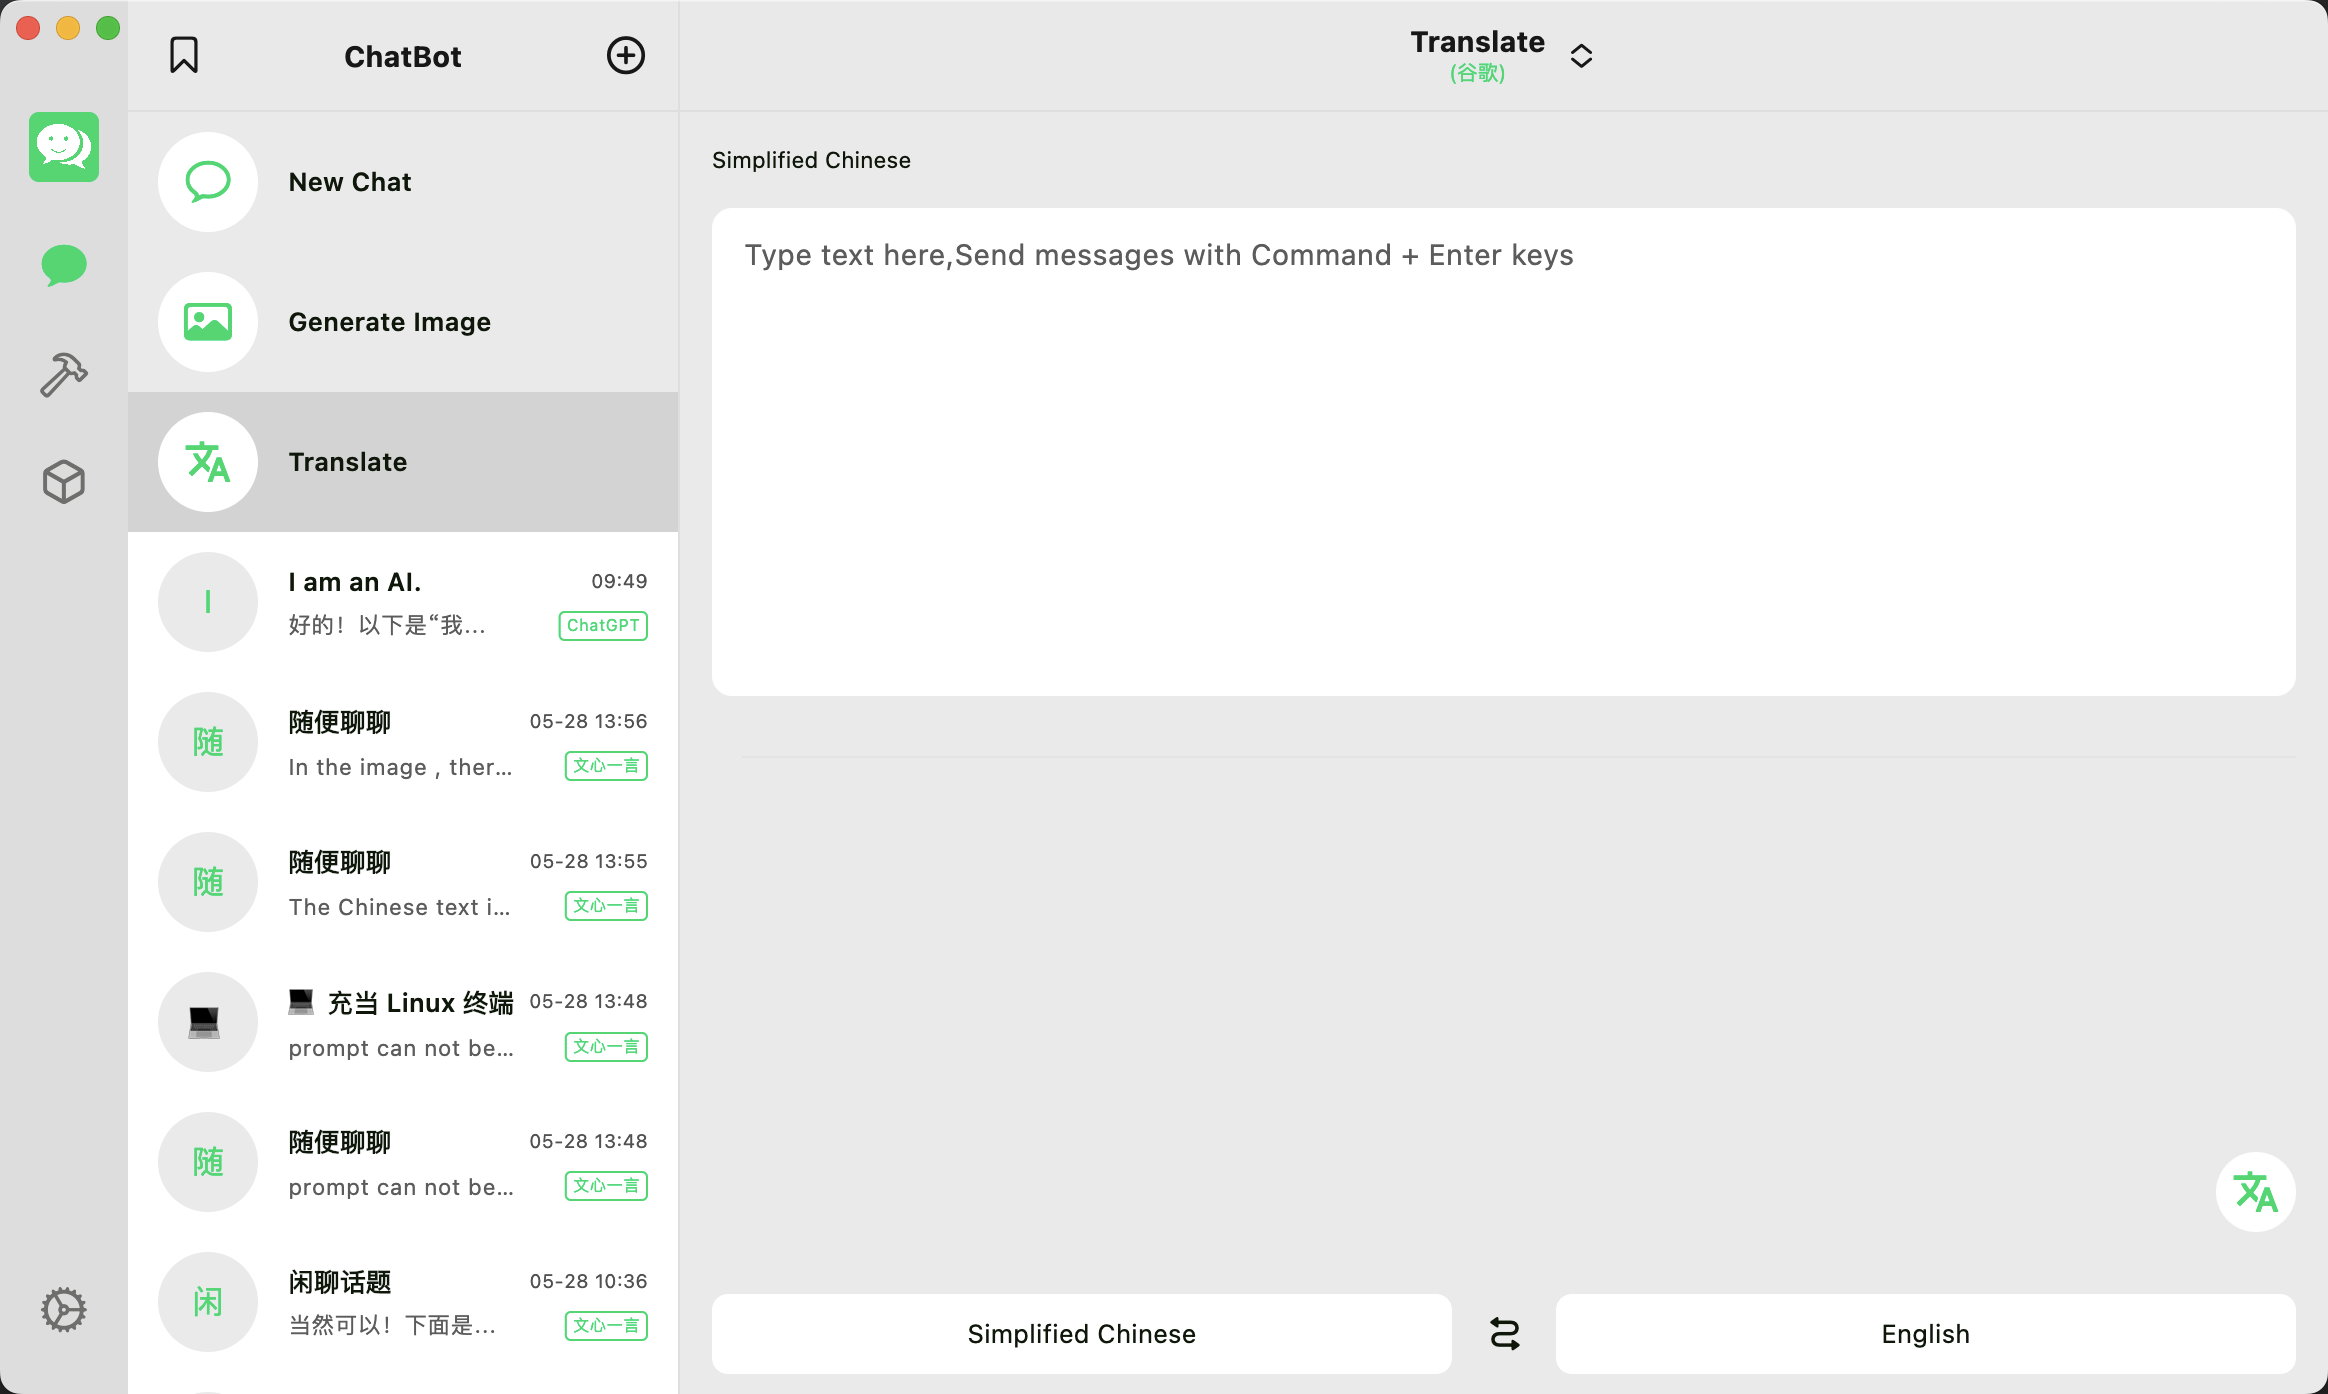 ChatBot
New Chat
Generate Image
Translate
I am an AI.
09:49
I
好的！以下是“我...
ChatGPT
随便聊聊
05-28 13:56
随
In the image , ther...
文心一言
随便聊聊
05-28 13:55
随
The Chinese text i...
文心一言
充当 Linux 终端
05-28 13:48
prompt can not be...
文心一言
随便聊聊
05-28 13:48
随
prompt can not be...
文心一言
闲聊话题
05-28 10:36
闲
当然可以！下面是...
文心一言
Translate
(谷歌)
Simplified Chinese
Type text here,Send messages with Command + Enter keys
Simplified Chinese
English